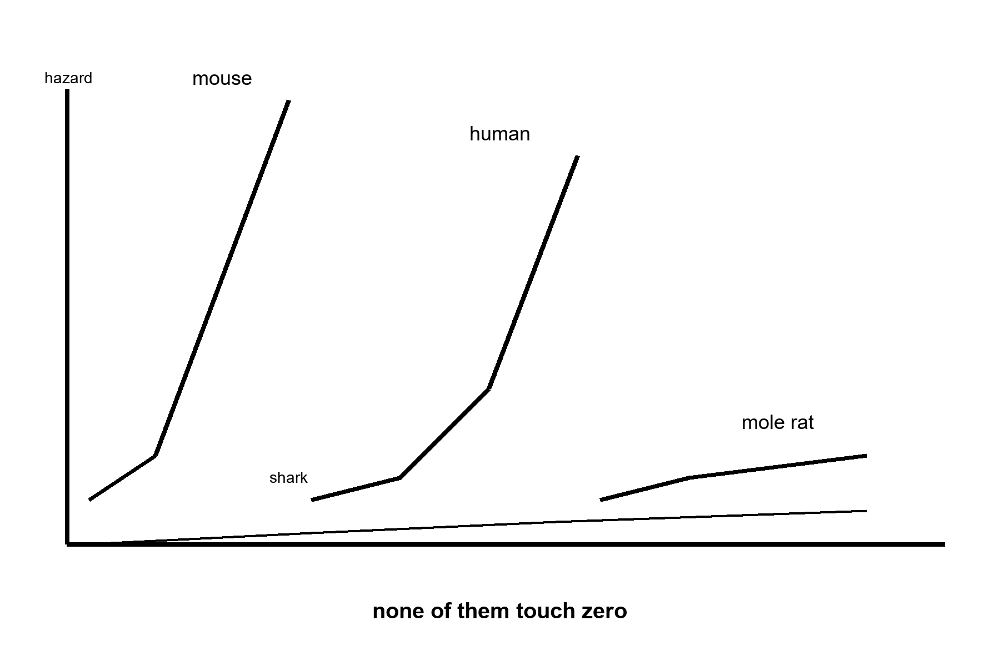 hazard
mouse
human
mole rat
shark
none of them touch zero